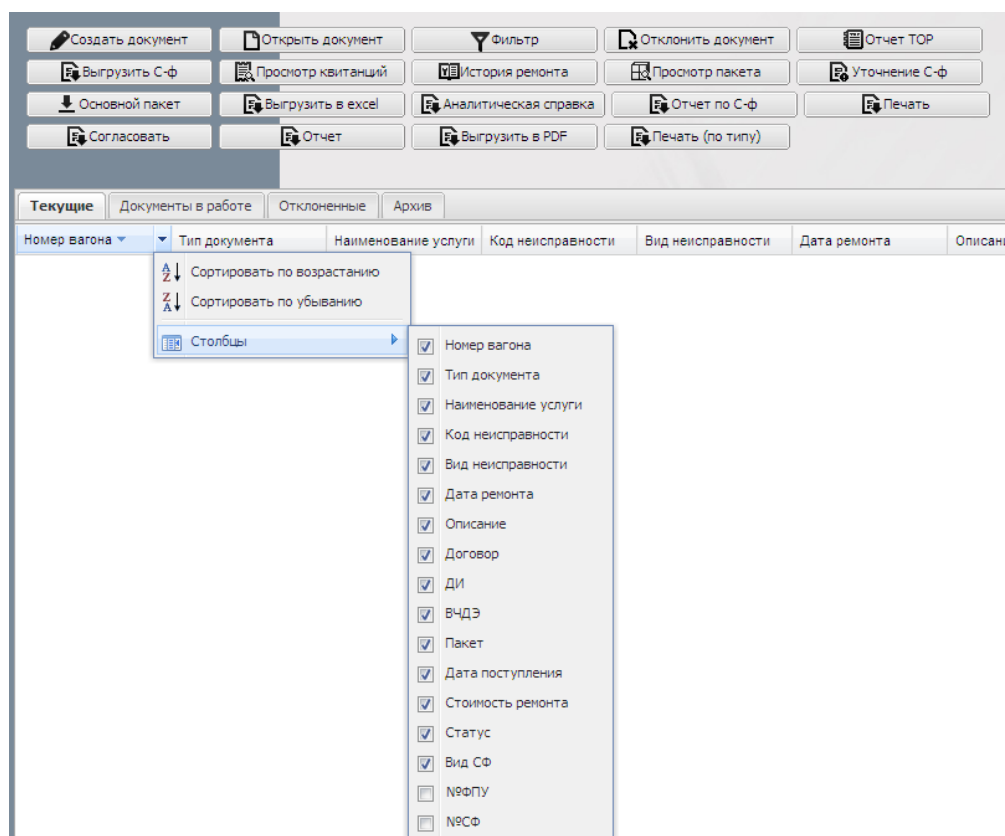 Создать документ Открыть документ Фильтр Отклонить документ Отчет ТОР
Выгрузить С-ф Просмотр квитанций История ремонта Просмотр пакета Уточнение С-ф
Основной пакет Выгрузить в excel Аналитическая справка Отчет по С-ф Печать
Согласовать Отчет Выгрузить в PDF Печать (по типу)
Текущие Документы в работе Отклоненные Архив
Номер вагона Тип документа Наименование услуги Код неисправности Вид неисправности Дата ремонта Описани
Сортировать по возрастанию
Сортировать по убыванию
Столбцы
Номер вагона
Тип документа
Наименование услуги
Код неисправности
Вид неисправности
Дата ремонта
Описание
Договор
ДИ
ВЧДЭ
Пакет
Дата поступления
Стоимость ремонта
Статус
Вид СФ
№ФПУ
№СФ